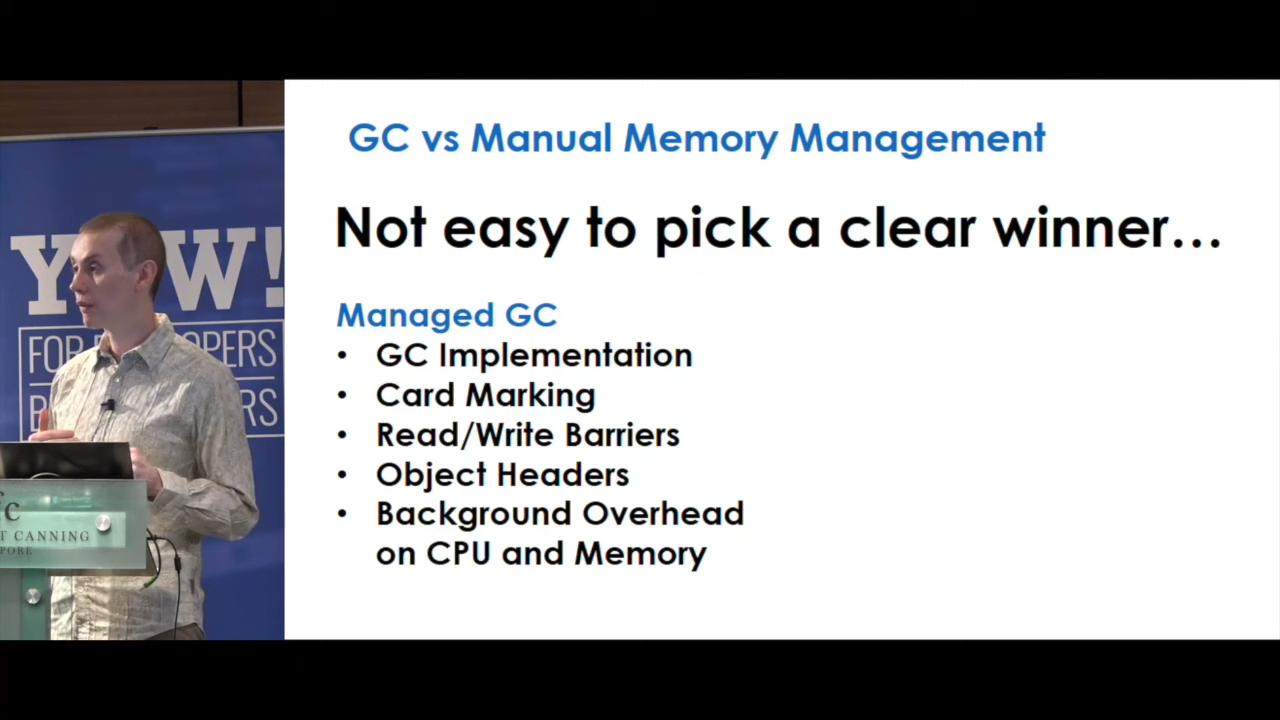 GC vs Manual Memory Management
Not easy to pick a clear winner...
Managed GC
• GC Implementation
• Card Marking
• Read/Write Barriers
• Object Headers
• Background Overhead
on CPU and Memory
W!
CANNING